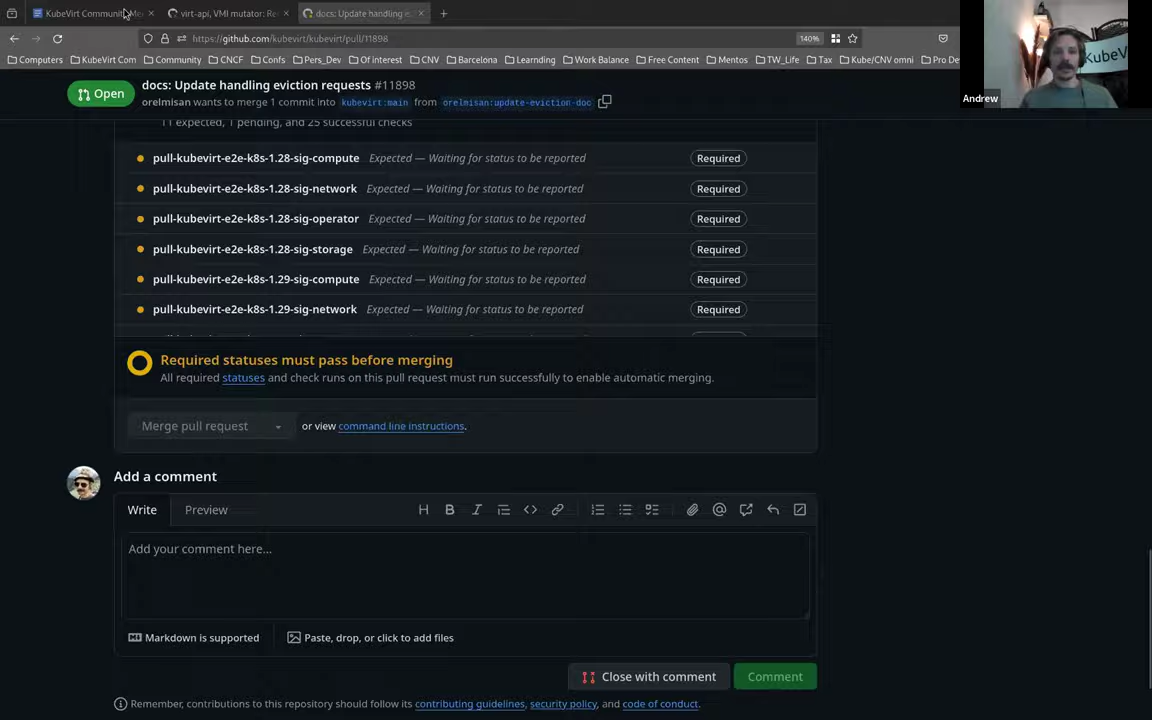 KubeVirt Community Me
virt-api, VMI mutator: Re
docs: Update handling e
https://github.com/kubevirt/kubevirt/pull/11898
140%
Computers KubeVirt Com Community CNCF Confs Pers_Dev Of interest CNV Barcelona Learnding Work Balance Free Content Mentos TW_Life Tax Kube/CNV omni Pro De
KubeVi
Andrew
Open
docs: Update handling eviction requests #11898
orelmisan wants to merge 1 commit into kubevirt:main from orelmisan:update-eviction-doc
11 expected, 1 pending, and 25 successful checks
pull-kubevirt-e2e-k8s-1.28-sig-compute Expected — Waiting for status to be reported Required
pull-kubevirt-e2e-k8s-1.28-sig-network Expected — Waiting for status to be reported Required
pull-kubevirt-e2e-k8s-1.28-sig-operator Expected — Waiting for status to be reported Required
pull-kubevirt-e2e-k8s-1.28-sig-storage Expected — Waiting for status to be reported Required
pull-kubevirt-e2e-k8s-1.29-sig-compute Expected — Waiting for status to be reported Required
pull-kubevirt-e2e-k8s-1.29-sig-network Expected — Waiting for status to be reported Required
Required statuses must pass before merging
All required statuses and check runs on this pull request must run successfully to enable automatic merging.
Merge pull request or view command line instructions.
Add a comment
Write Preview
Add your comment here...
Markdown is supported Paste, drop, or click to add files
Close with comment Comment
Remember, contributions to this repository should follow its contributing guidelines, security policy, and code of conduct.